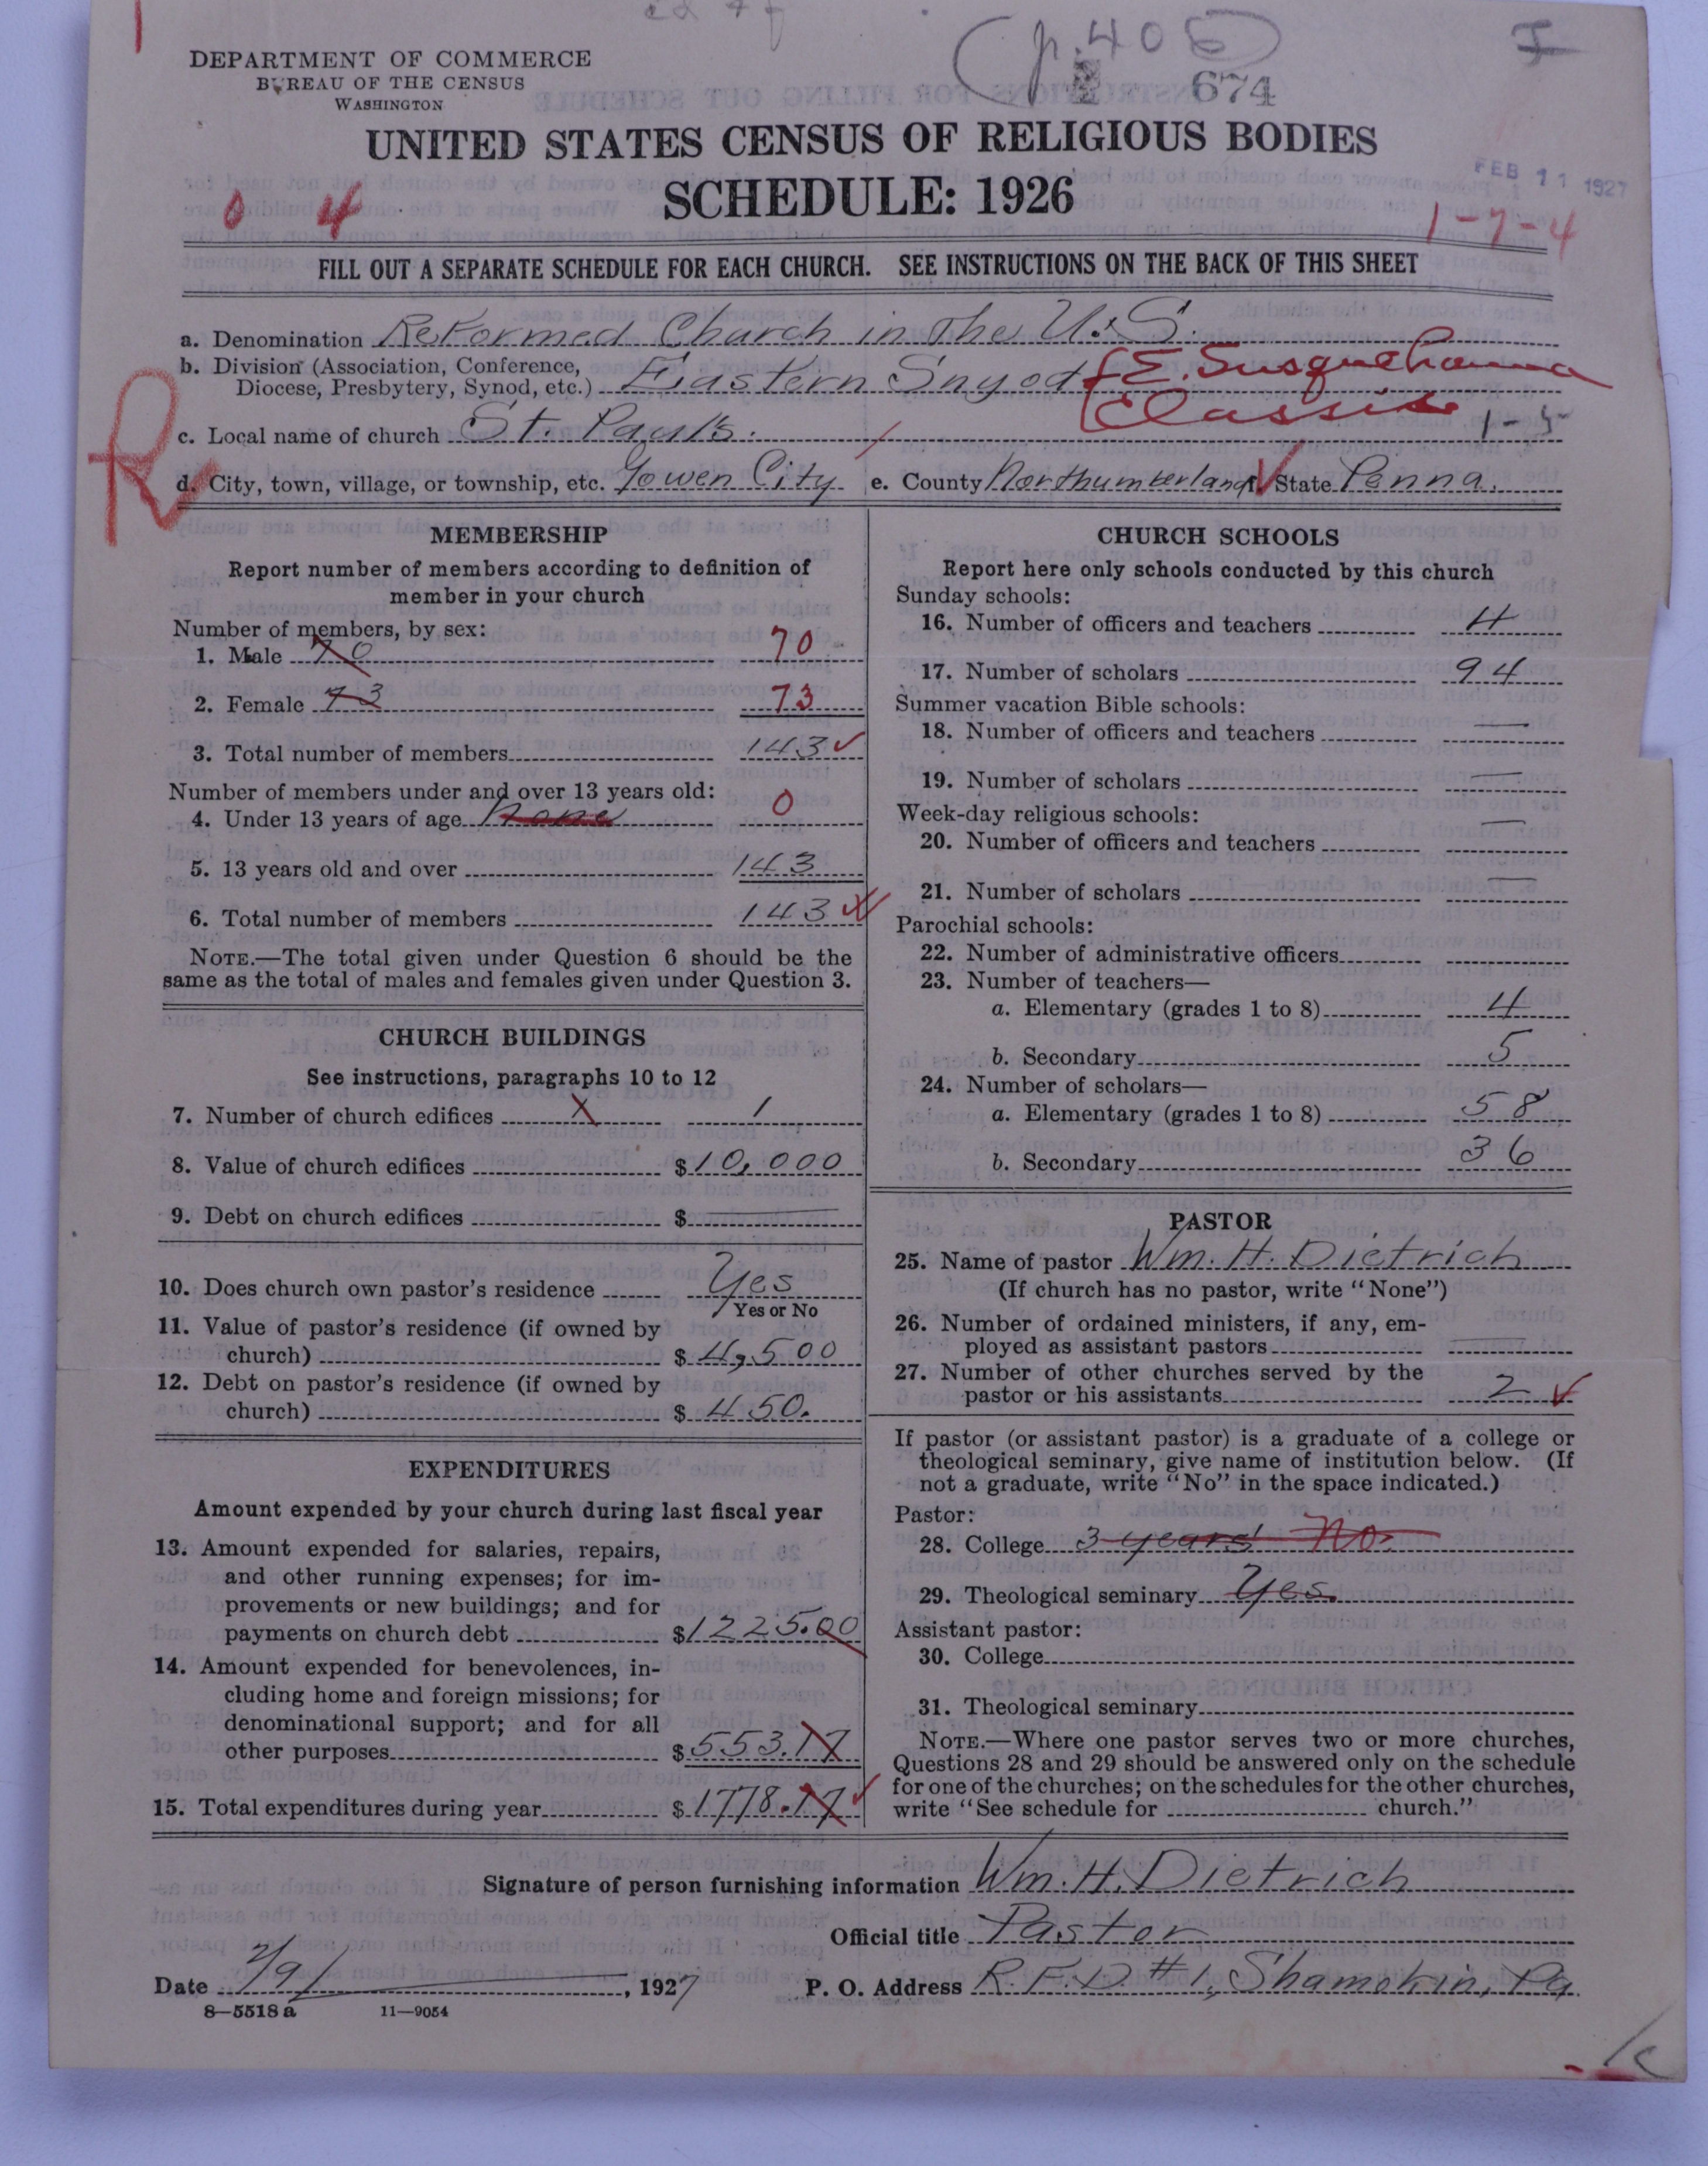 (p. 405)
I
DEPARTMENT OF COMMERCE
BUREAU OF THE CENSUS
WASHINGTON
674
UNITED STATES CENSUS OF RELIGIOUS BODIES
SCHEDULE: 1926
FEB 11 1927
0 4
1-7-4
FILL OUT A SEPARATE SCHEDULE FOR EACH CHURCH. SEE INSTRUCTIONS ON THE BACK OF THIS SHEET
a. Denomination Reformed Church in the U.S.
b. Division (Association, Conference,
Diocese, Presbytery, Synod, etc.) Eastern Snyod { E. Susquehanna
Classis
c. Local name of church St. Paul's. 1-5
R
d. City, town, village, or township, etc. Gowen City e. County Northumberland State Penna.
MEMBERSHIP
Report number of members according to definition of
member in your church
Number of members, by sex:
1. Male 70 70
2. Female 73 73
3. Total number of members 143
Number of members under and over 13 years old:
4. Under 13 years of age None 0
5. 13 years old and over 143
6. Total number of members 143
NOTE.—The total given under Question 6 should be the
same as the total of males and females given under Question 3.
CHURCH BUILDINGS
See instructions, paragraphs 10 to 12
7. Number of church edifices 1
8. Value of church edifices $10,000
9. Debt on church edifices $ —
10. Does church own pastor's residence Yes
Yes or No
11. Value of pastor's residence (if owned by
church) $ 4,500
12. Debt on pastor's residence (if owned by
church) $ 450.
EXPENDITURES
Amount expended by your church during last fiscal year
13. Amount expended for salaries, repairs,
and other running expenses; for im-
provements or new buildings; and for
payments on church debt $1225.00
14. Amount expended for benevolences, in-
cluding home and foreign missions; for
denominational support; and for all
other purposes $553.17
15. Total expenditures during year $1778.17
CHURCH SCHOOLS
Report here only schools conducted by this church
Sunday schools:
16. Number of officers and teachers 4
17. Number of scholars 94
Summer vacation Bible schools:
18. Number of officers and teachers —
19. Number of scholars —
Week-day religious schools:
20. Number of officers and teachers —
21. Number of scholars —
Parochial schools:
22. Number of administrative officers
23. Number of teachers—
a. Elementary (grades 1 to 8) 4
b. Secondary 5
24. Number of scholars—
a. Elementary (grades 1 to 8) 58
b. Secondary 36
PASTOR
25. Name of pastor Wm. H. Dietrich
(If church has no pastor, write "None")
26. Number of ordained ministers, if any, em-
ployed as assistant pastors —
27. Number of other churches served by the
pastor or his assistants 2
If pastor (or assistant pastor) is a graduate of a college or
theological seminary, give name of institution below. (If
not a graduate, write "No" in the space indicated.)
Pastor:
28. College 3 years No.
29. Theological seminary Yes.
Assistant pastor:
30. College
31. Theological seminary
NOTE.—Where one pastor serves two or more churches,
Questions 28 and 29 should be answered only on the schedule
for one of the churches; on the schedules for the other churches,
write "See schedule for church."
Signature of person furnishing information Wm. H. Dietrich
Official title Pastor
Date 2/9/ , 1927 P. O. Address R.F.D. #1, Shamokin, Pa.
8—5518 a 11—9054